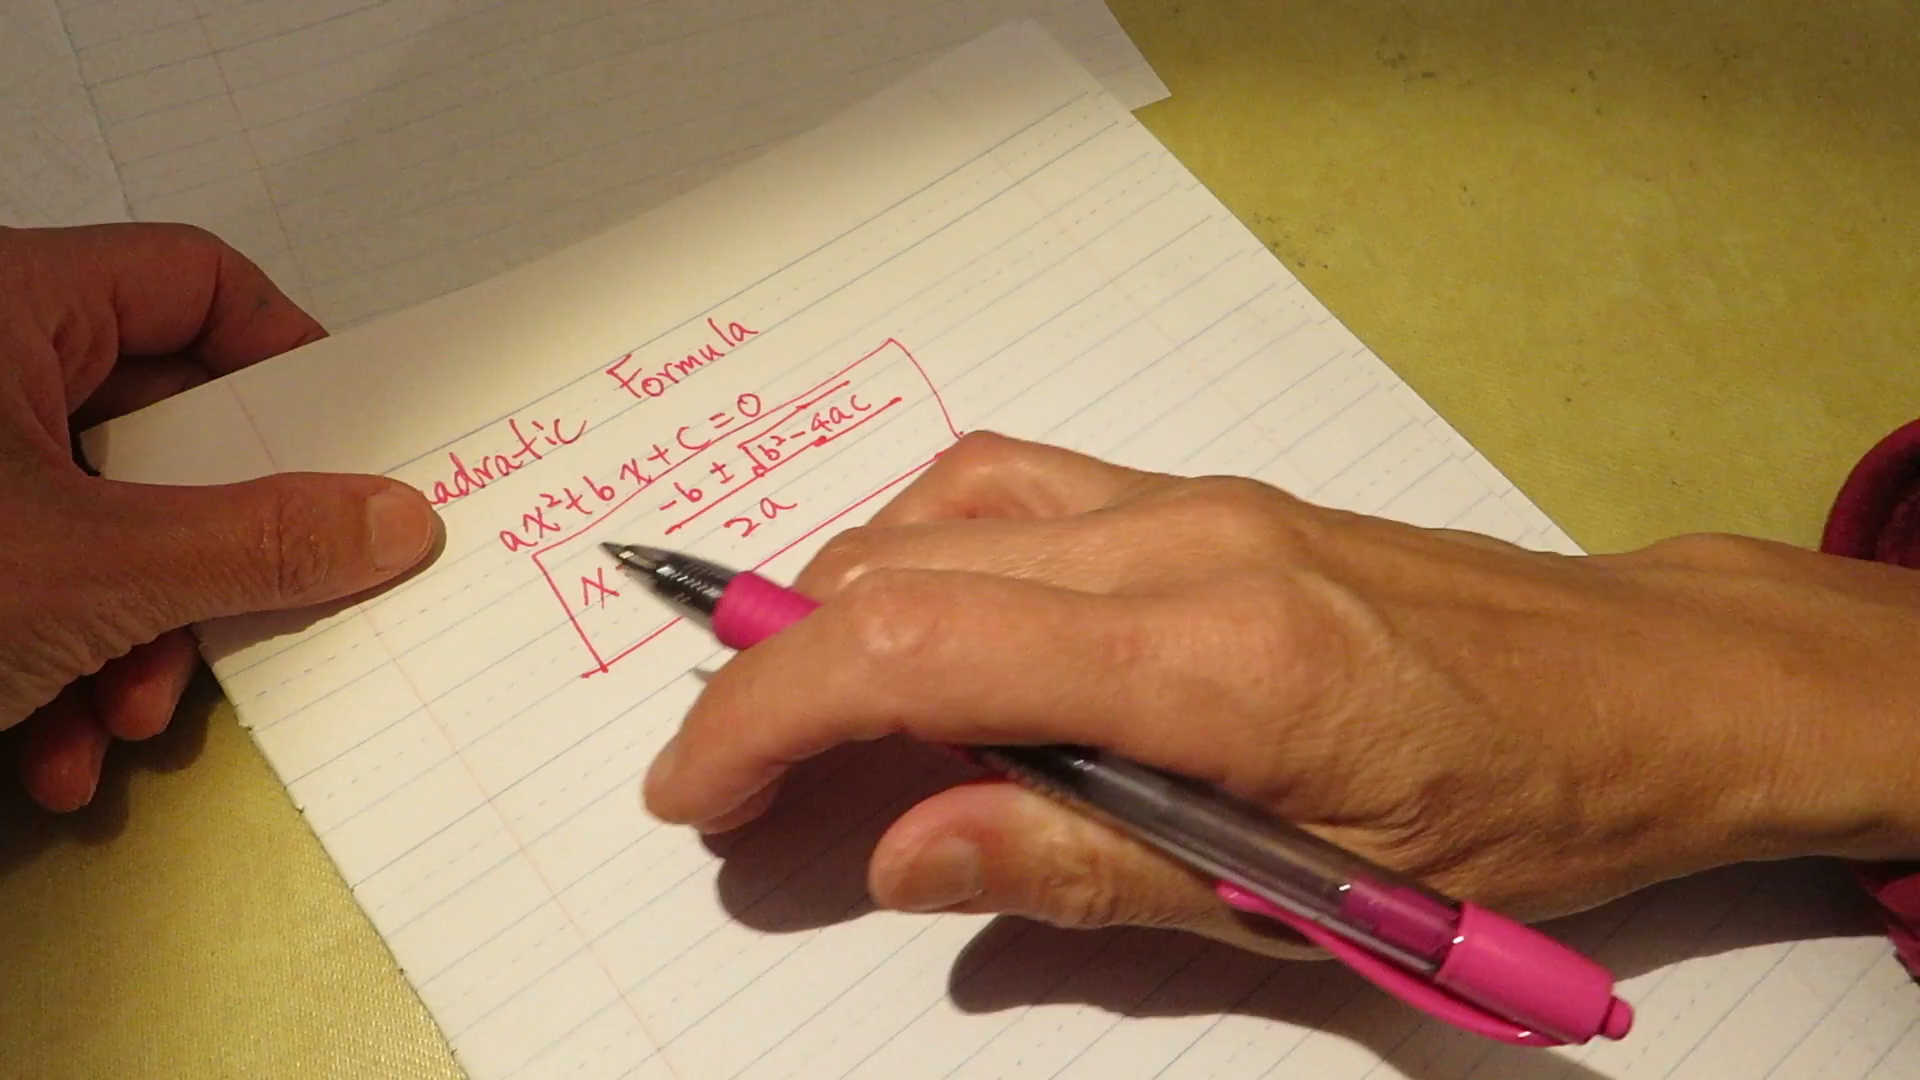 adratic Formula
ax²+bx+c=0
x = -b ± √b²-4ac
2a